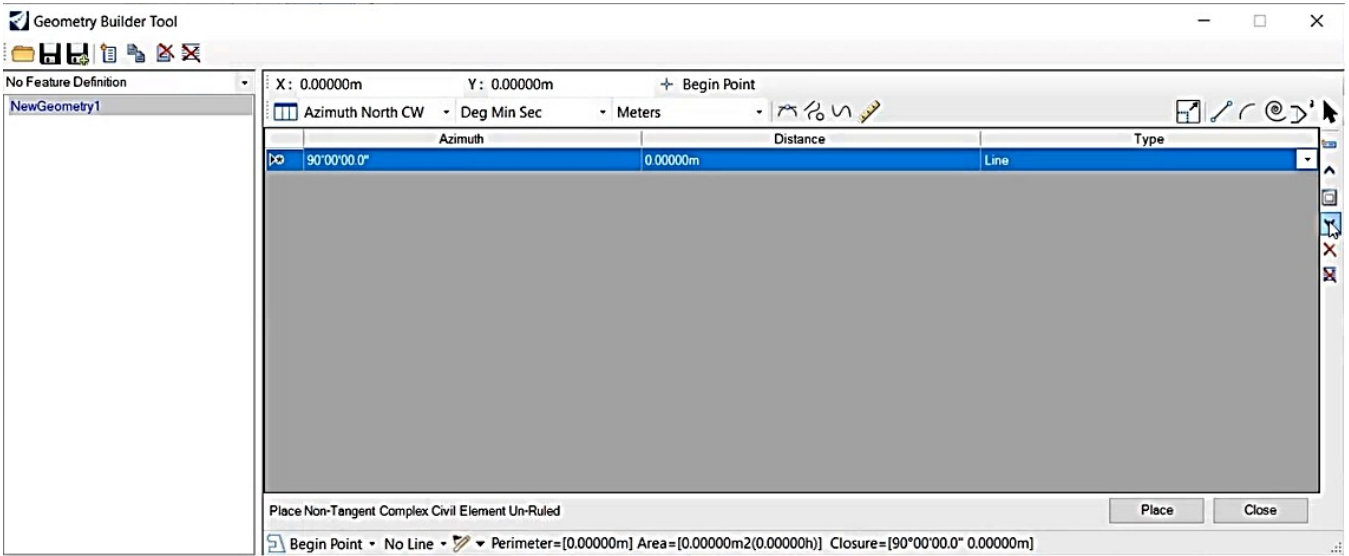 Geometry Builder Tool
No Feature Definition
NewGeometry1
X: 0.00000m Y: 0.00000m Begin Point
Azimuth North CW Deg Min Sec Meters
Azimuth Distance Type
90°00'00.0" 0.00000m Line
Place Non-Tangent Complex Civil Element Un-Ruled
Place Close
Begin Point No Line Perimeter=[0.00000m] Area=[0.00000m2(0.00000h)] Closure=[90°00'00.0" 0.00000m]